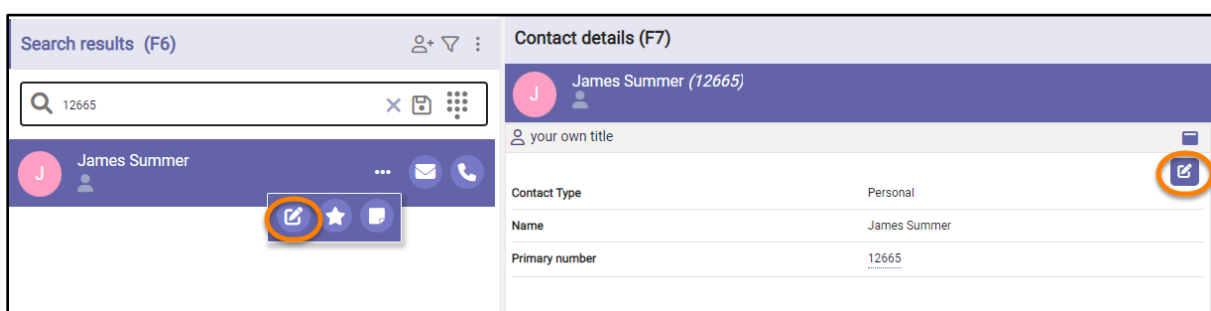 Search results (F6)
12665
J
James Summer
Contact details (F7)
J
James Summer (12665)
your own title
Contact Type Personal
Name James Summer
Primary number 12665